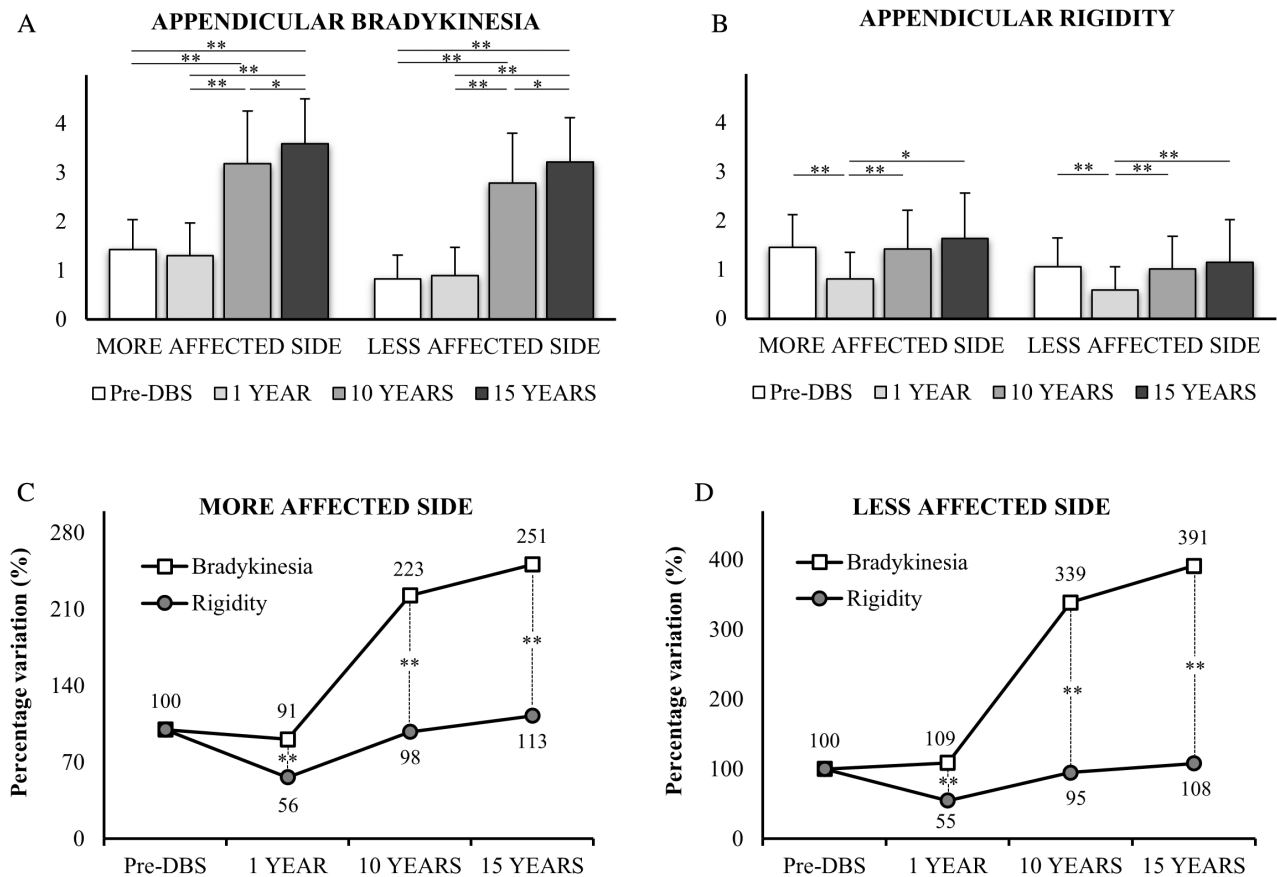 A
APPENDICULAR BRADYKINESIA
**
**
**
**
*
**
**
**
**
*
4
3
2
1
0
MORE AFFECTED SIDE
LESS AFFECTED SIDE
Pre-DBS
1 YEAR
10 YEARS
15 YEARS
B
APPENDICULAR RIGIDITY
*
**
**
**
**
**
4
3
2
1
0
MORE AFFECTED SIDE
LESS AFFECTED SIDE
Pre-DBS
1 YEAR
10 YEARS
15 YEARS
C
MORE AFFECTED SIDE
Percentage variation (%)
280
210
140
70
0
Bradykinesia
Rigidity
100
91
223
251
**
**
**
56
98
113
Pre-DBS
1 YEAR
10 YEARS
15 YEARS
D
LESS AFFECTED SIDE
Percentage variation (%)
400
300
200
100
0
Bradykinesia
Rigidity
100
109
339
391
**
**
**
55
95
108
Pre-DBS
1 YEAR
10 YEARS
15 YEARS